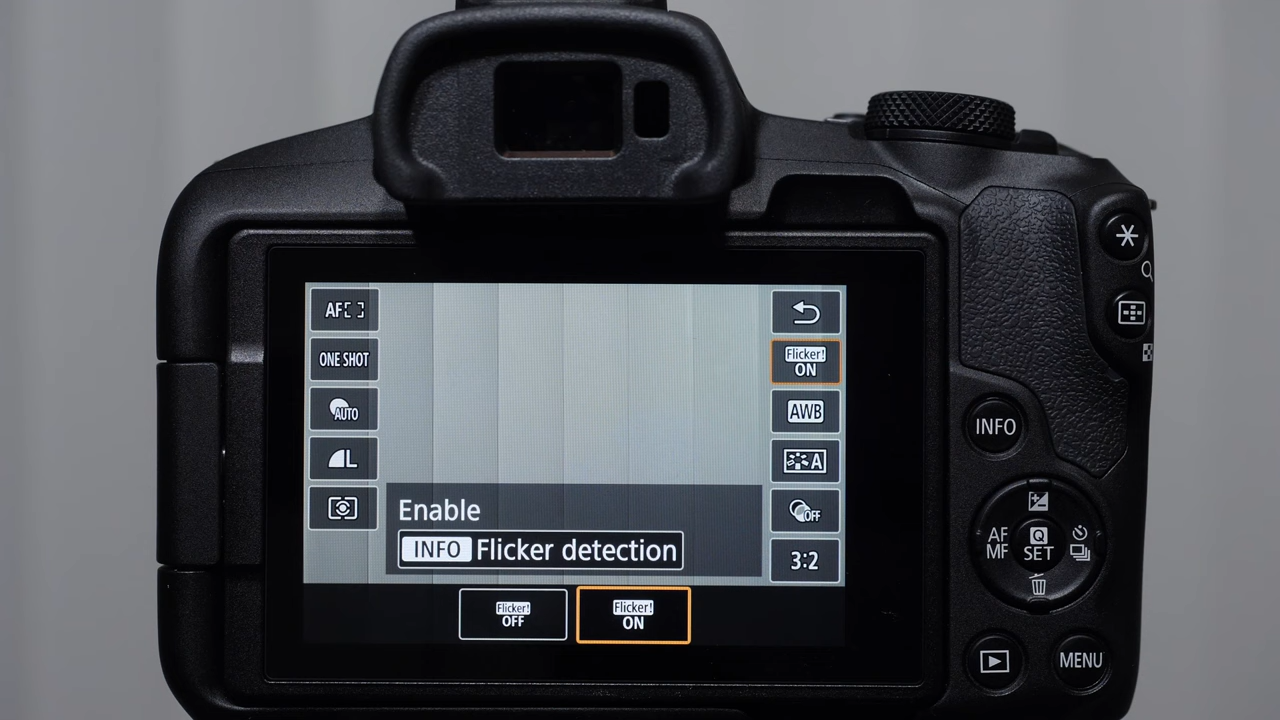 AF
ONE SHOT
AUTO
L
Flicker!
ON
AWB
A
OFF
3:2
Enable
INFO Flicker detection
Flicker!
OFF
Flicker!
ON
INFO
AF
MF
Q
SET
MENU